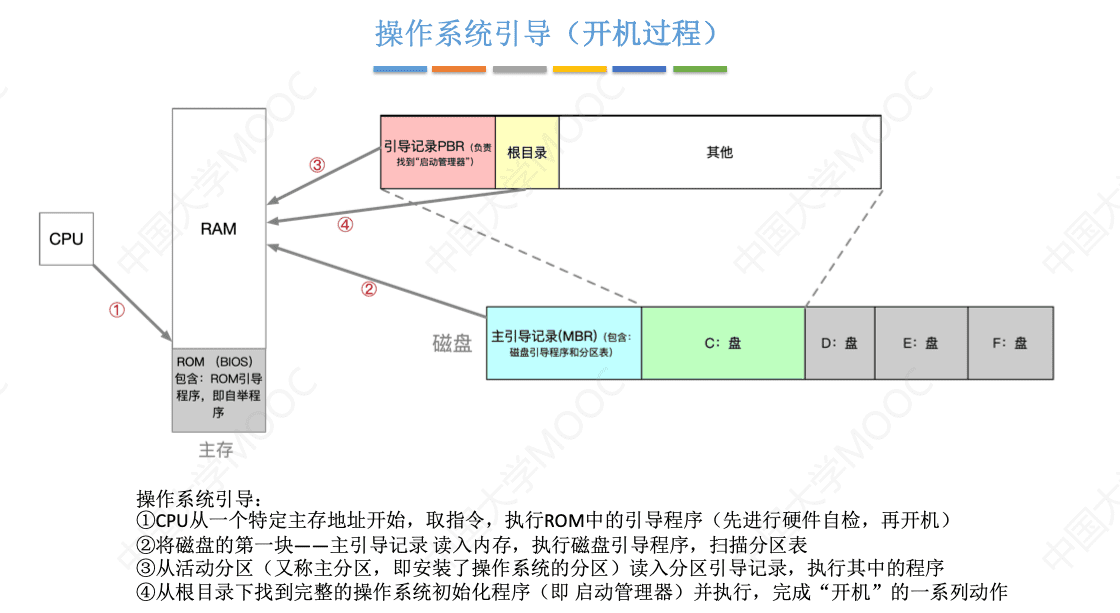 操作系统引导（开机过程）
引导记录PBR（负责
找到“启动管理器”）
根目录
其他
③
④
CPU
RAM
①
②
磁盘
主引导记录(MBR)（包含：
磁盘引导程序和分区表）
C：盘
D：盘
E：盘
F：盘
ROM （BIOS）
包含：ROM引导
程序，即自举程
序
主存
操作系统引导：
①CPU从一个特定主存地址开始，取指令，执行ROM中的引导程序（先进行硬件自检，再开机）
②将磁盘的第一块——主引导记录 读入内存，执行磁盘引导程序，扫描分区表
③从活动分区（又称主分区，即安装了操作系统的分区）读入分区引导记录，执行其中的程序
④从根目录下找到完整的操作系统初始化程序（即 启动管理器）并执行，完成“开机”的一系列动作
中国大学MOOC